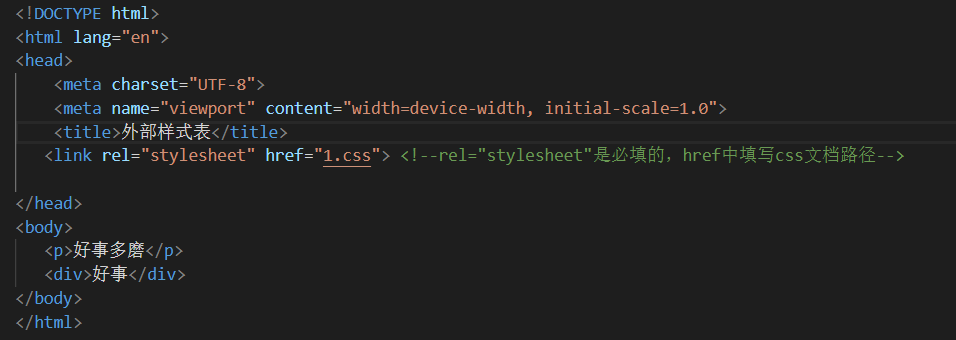 <!DOCTYPE html>
<html lang="en">
<head>
    <meta charset="UTF-8">
    <meta name="viewport" content="width=device-width, initial-scale=1.0">
    <title>外部样式表</title>
   <link rel="stylesheet" href="1.css"> <!--rel="stylesheet"是必填的，href中填写css文档路径-->
</head>
<body>
   <p>好事多磨</p>
   <div>好事</div>
</body>
</html>